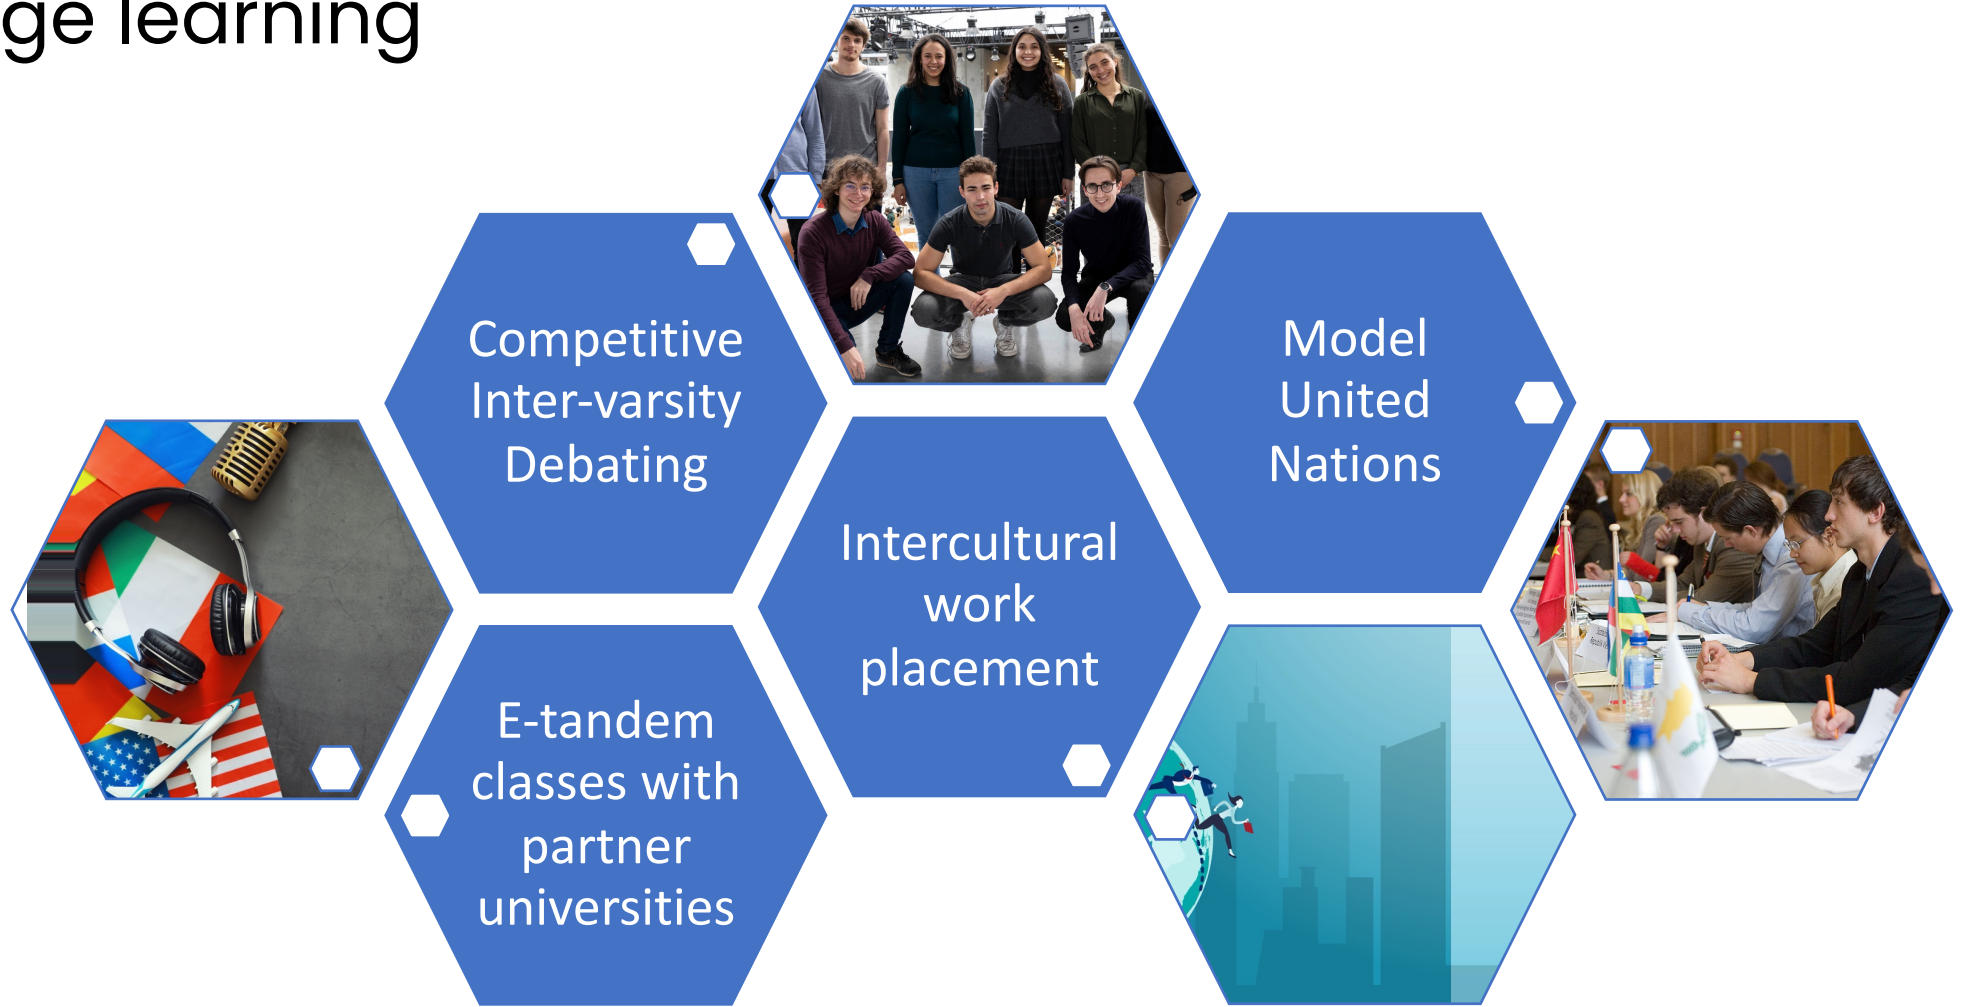 ge learning
Competitive
Inter-varsity
Debating
Model
United
Nations
Intercultural
work
placement
E-tandem
classes with
partner
universities